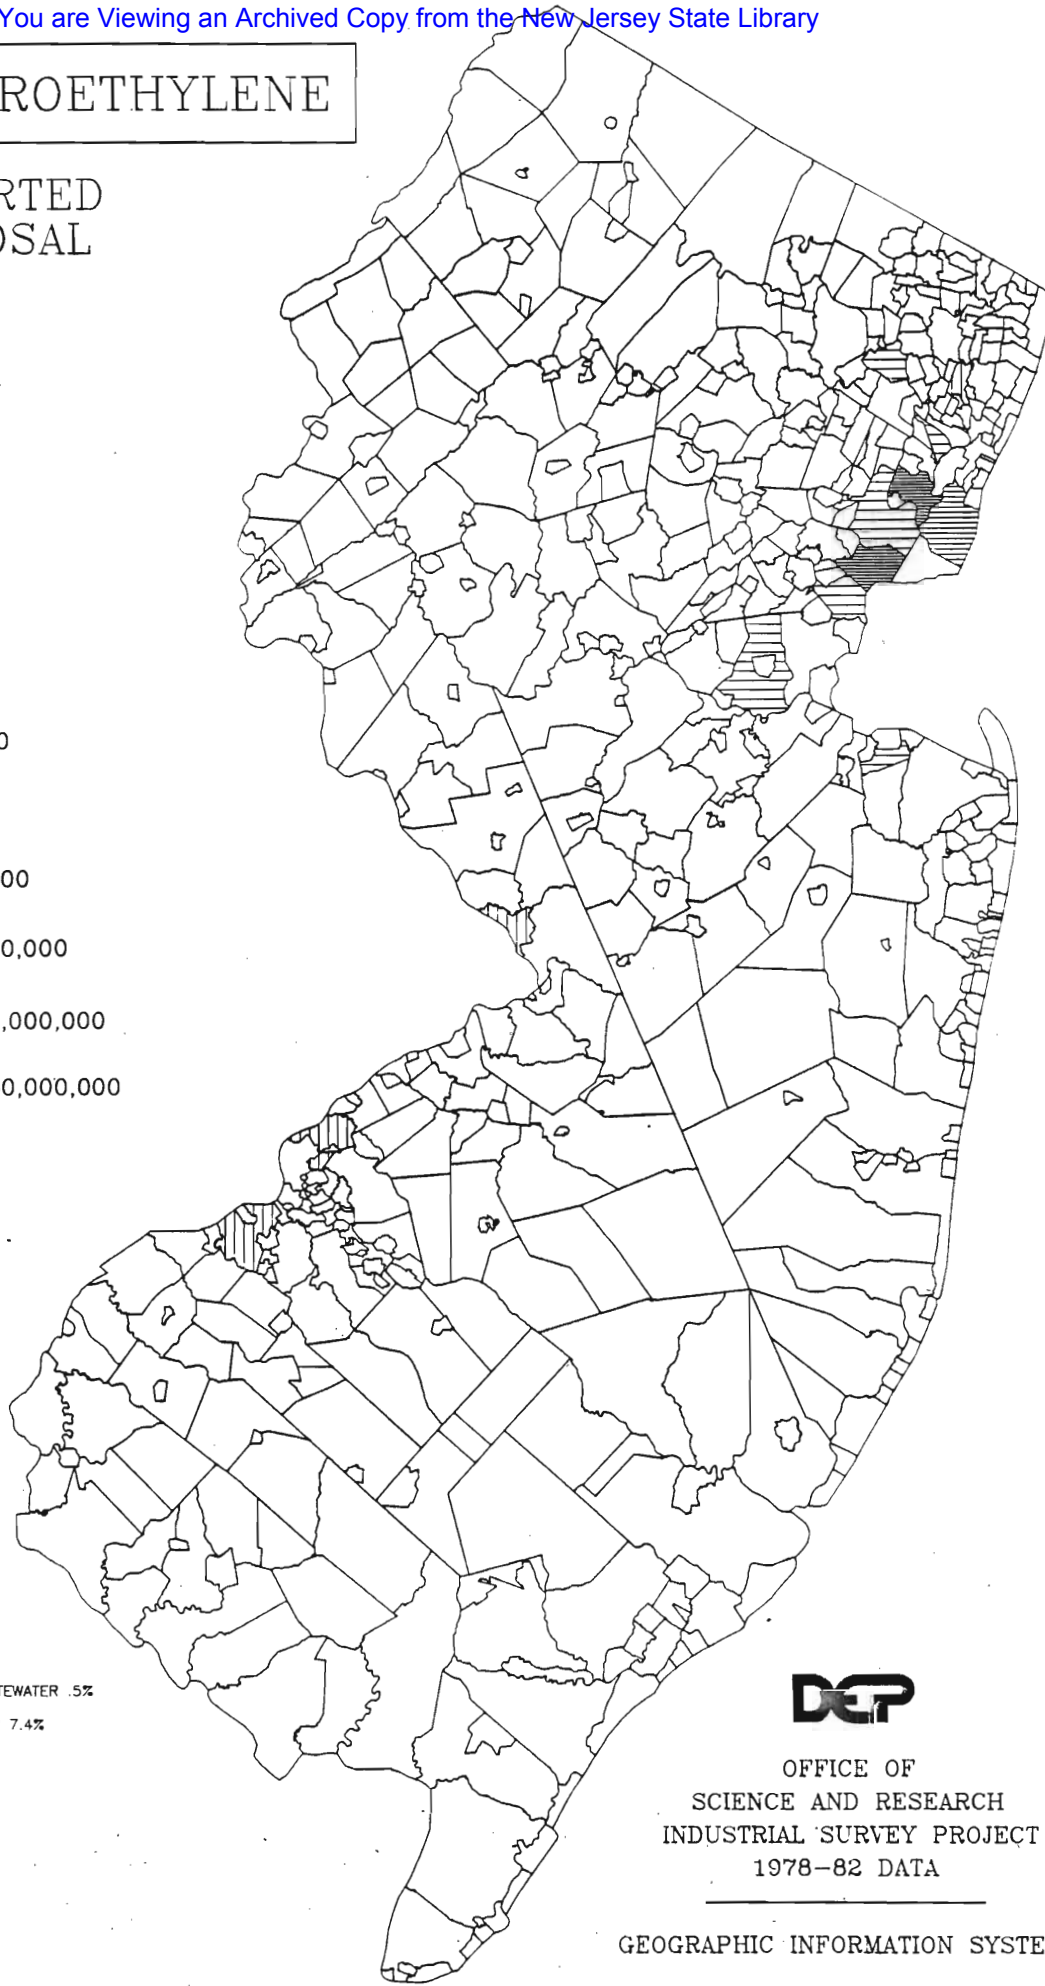 You are Viewing an Archived Copy from the New Jersey State Library
ROETHYLENE
RTED
OSAL
0
00
0,000
,000,000
0,000,000
TEWATER .5%
7.4%
DEP
OFFICE OF
SCIENCE AND RESEARCH
INDUSTRIAL SURVEY PROJECT
1978-82 DATA
GEOGRAPHIC INFORMATION SYSTE